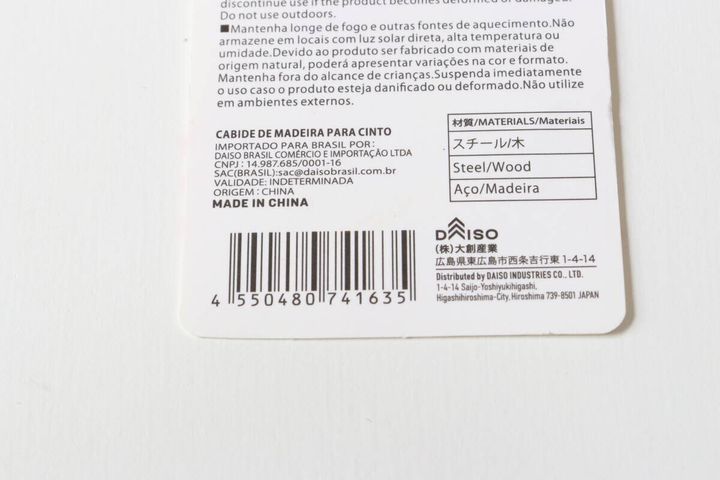 discontinue use if the product becomes deformed or damaged.
Do not use outdoors.
■Mantenha longe de fogo e outras fontes de aquecimento.Não
armazene em locais com luz solar direta, alta temperatura ou
umidade.Devido ao produto ser fabricado com materiais de
origem natural, poderá apresentar variações na cor e formato.
Mantenha fora do alcance de crianças.Suspenda imediatamente
o uso caso o produto esteja danificado ou deformado.Não utilize
em ambientes externos.
CABIDE DE MADEIRA PARA CINTO
IMPORTADO PARA BRASIL POR :
DAISO BRASIL COMÉRCIO E IMPORTAÇÃO LTDA
CNPJ : 14.987.685/0001-16
SAC(BRASIL):sac@daisobrasil.com.br
VALIDADE: INDETERMINADA
ORIGEM : CHINA
MADE IN CHINA
材質/MATERIALS/Materiais
スチール/木
Steel/Wood
Aço/Madeira
4 550480 741635
DAISO
(株)大創産業
広島県東広島市西条吉行東 1-4-14
Distributed by DAISO INDUSTRIES CO., LTD.
1-4-14 Saijo-Yoshiyukihigashi,
Higashihiroshima-City, Hiroshima 739-8501 JAPAN